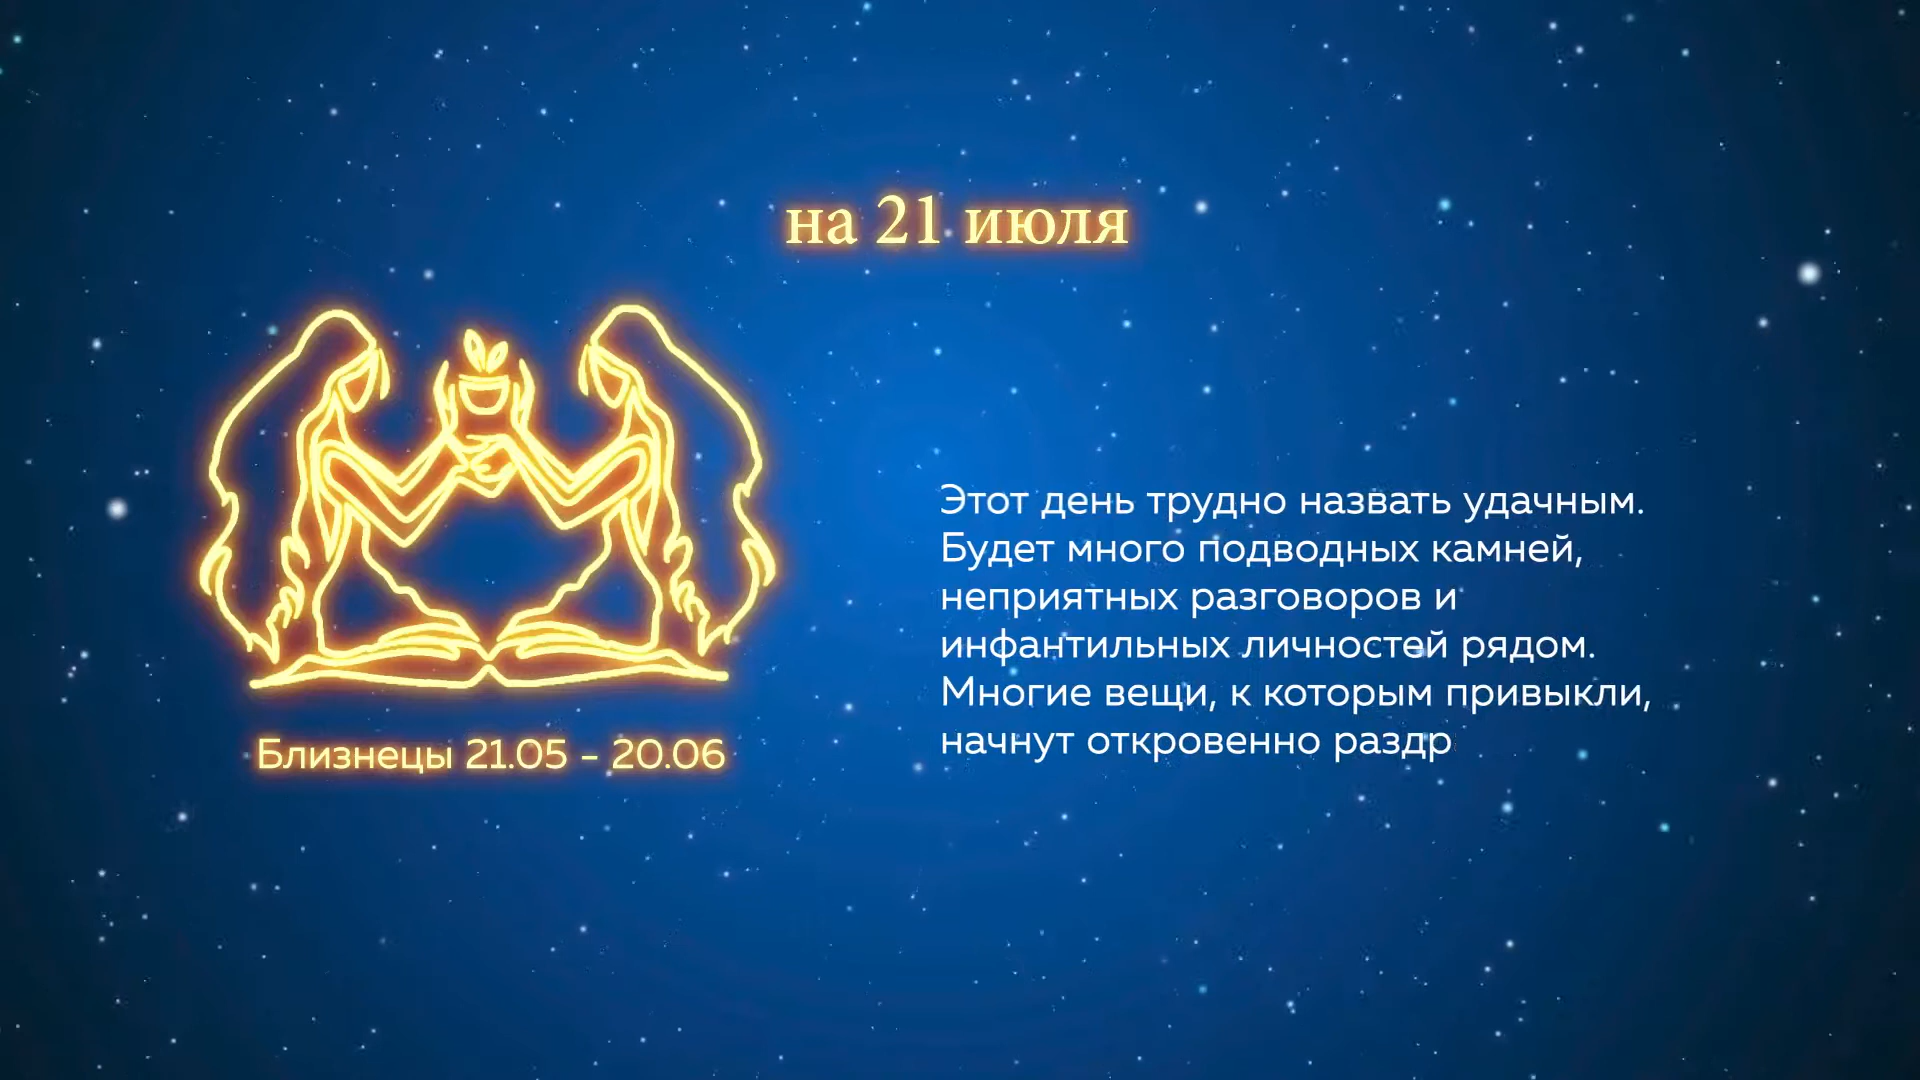 на 21 июля
Близнецы 21.05 - 20.06
Этот день трудно назвать удачным.
Будет много подводных камней,
неприятных разговоров и
инфантильных личностей рядом.
Многие вещи, к которым привыкли,
начнут откровенно раздр